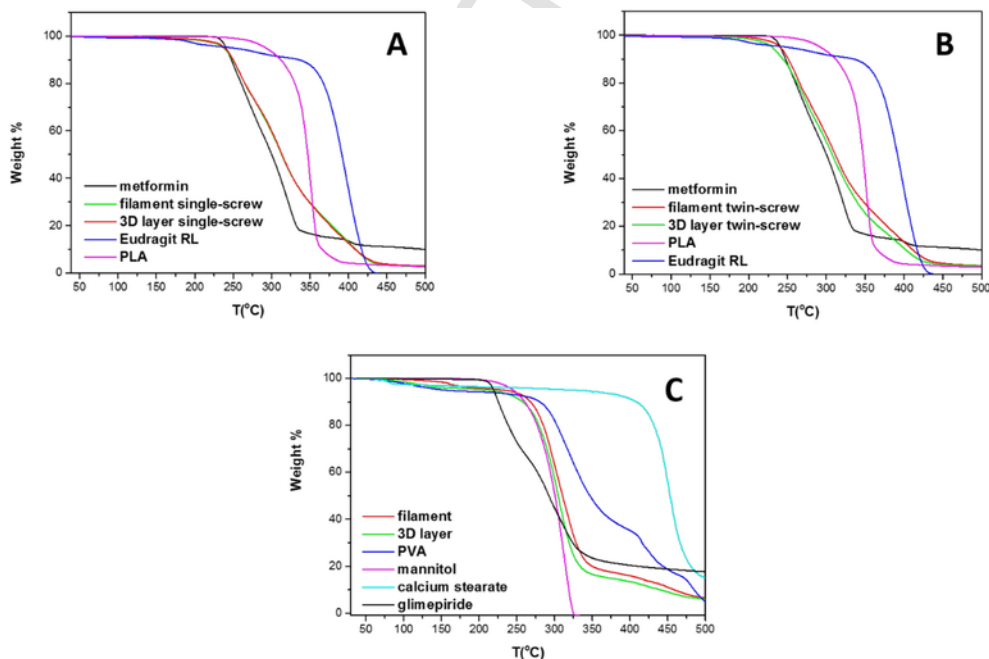 A
Weight %
100
80
60
40
20
0
metformin
filament single-screw
3D layer single-screw
Eudragit RL
PLA
50 100 150 200 250 300 350 400 450 500
T(°C)
B
Weight %
100
80
60
40
20
0
metformin
filament twin-screw
3D layer twin-screw
PLA
Eudragit RL
50 100 150 200 250 300 350 400 450 500
T(°C)
C
Weight %
100
80
60
40
20
0
filament
3D layer
PVA
mannitol
calcium stearate
glimepiride
50 100 150 200 250 300 350 400 450 500
T(°C)